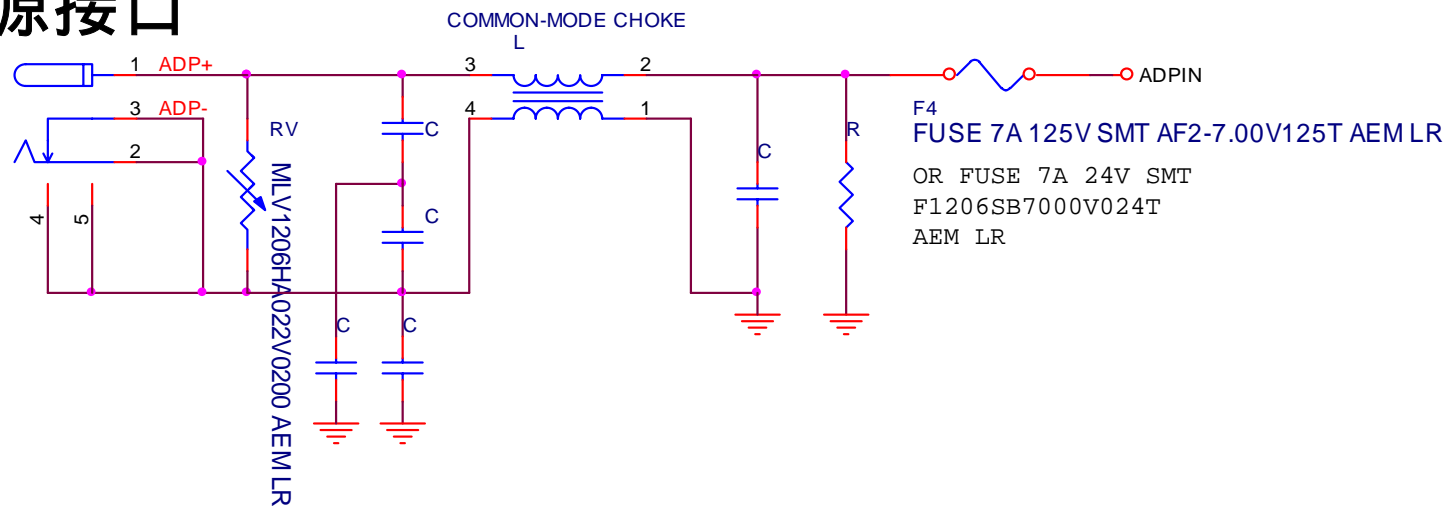 源接口
COMMON-MODE CHOKE
L
1 ADP+
3 2
ADPIN
3 ADP-
4 1
2
RV
C
C
R
F4
FUSE 7A 125V SMT AF2-7.00V125T AEM LR
OR FUSE 7A 24V SMT
F1206SB7000V024T
AEM LR
MLV1206HA022V0200 AEM LR
4 5
C
C C